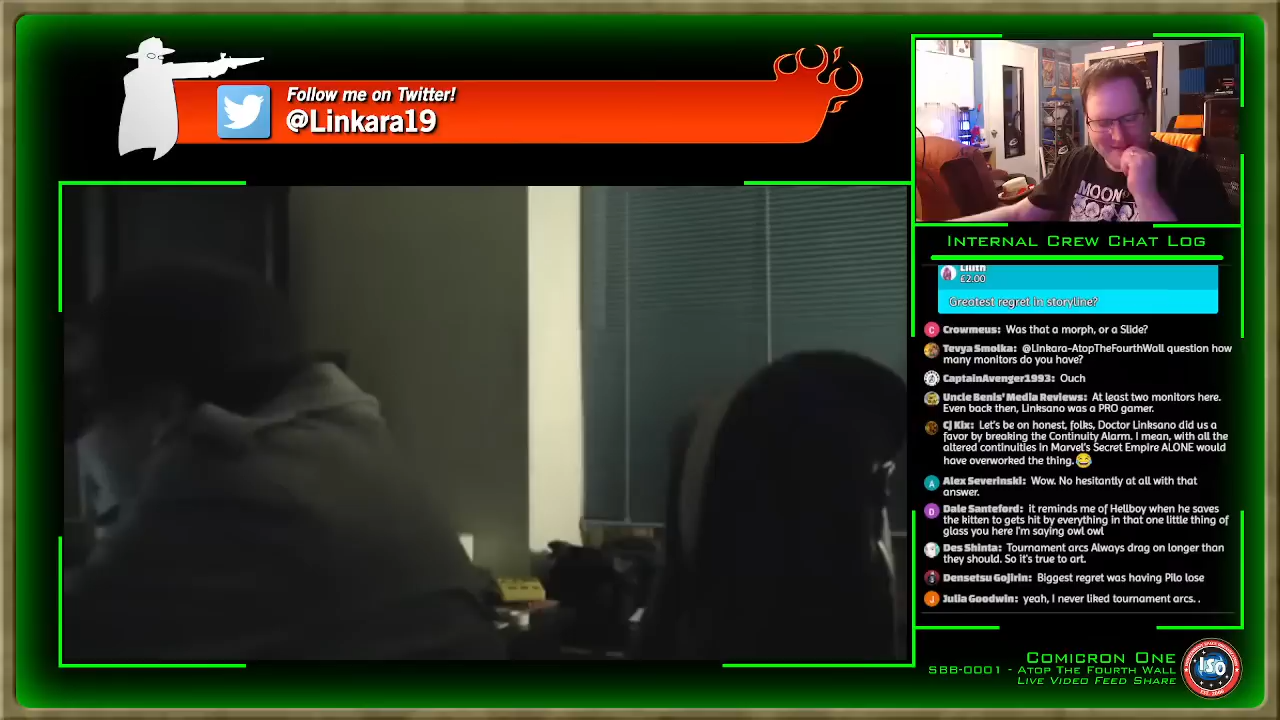 Follow me on Twitter!
@Linkara19
MOON
INTERNAL CREW CHAT LOG
Lilith
£2.00
Greatest regret in storyline?
C Crowmeus: Was that a morph, or a Slide?
Tevya Smolka: @Linkara-AtopTheFourthWall question how
many monitors do you have?
CaptainAvenger1993: Ouch
Uncle Benis' Media Reviews: At least two monitors here.
Even back then, Linksano was a PRO gamer.
CJ Kix: Let's be on honest, folks, Doctor Linksano did us a
favor by breaking the Continuity Alarm. I mean, with all the
altered continuities in Marvel's Secret Empire ALONE would
have overworked the thing.😂
A Alex Severinski: Wow. No hesitantly at all with that
answer.
D Dale Santeford: it reminds me of Hellboy when he saves
the kitten to gets hit by everything in that one little thing of
glass you here I'm saying owl owl
Des Shinta: Tournament arcs Always drag on longer than
they should. So it's true to art.
Densetsu Gojirin: Biggest regret was having Pilo lose
J Julia Goodwin: yeah, I never liked tournament arcs. .
COMICRON ONE
SBB-0001 - ATOP THE FOURTH WALL
LIVE VIDEO FEED SHARE
ISO